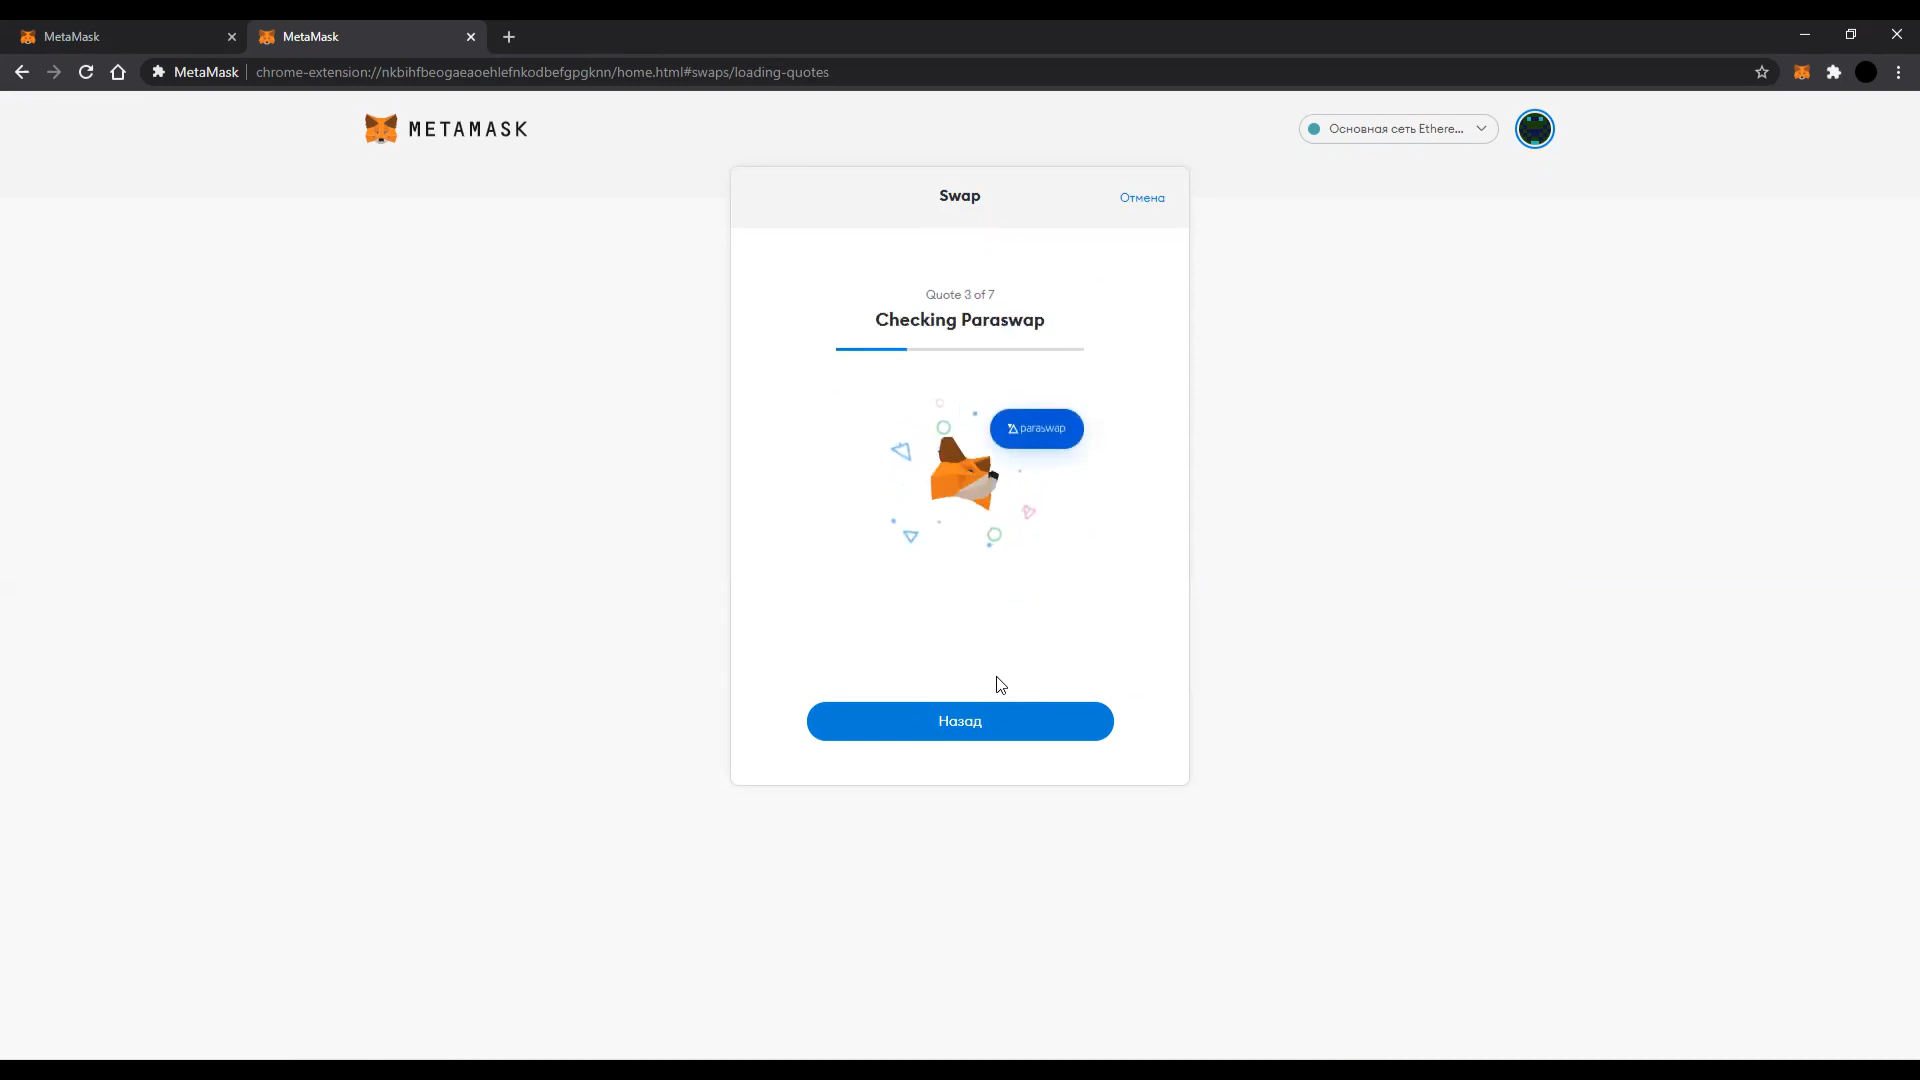 MetaMask
MetaMask
MetaMask
chrome-extension://nkbihfbeogaeaoehlefnkodbefgpgknn/home.html#swaps/loading-quotes
METAMASK
Основная сеть Ethere...
Swap
Отмена
Quote 3 of 7
Checking Paraswap
paraswap
Назад